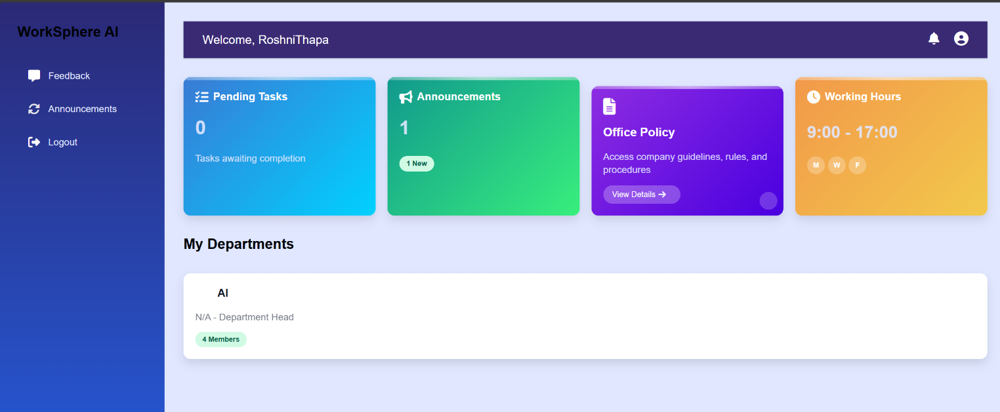 WorkSphere AI
Feedback
Announcements
Logout
Welcome, RoshniThapa
Pending Tasks
0
Tasks awaiting completion
Announcements
1
1 New
Office Policy
Access company guidelines, rules, and
procedures
View Details
Working Hours
9:00 - 17:00
M W F
My Departments
AI
N/A - Department Head
4 Members